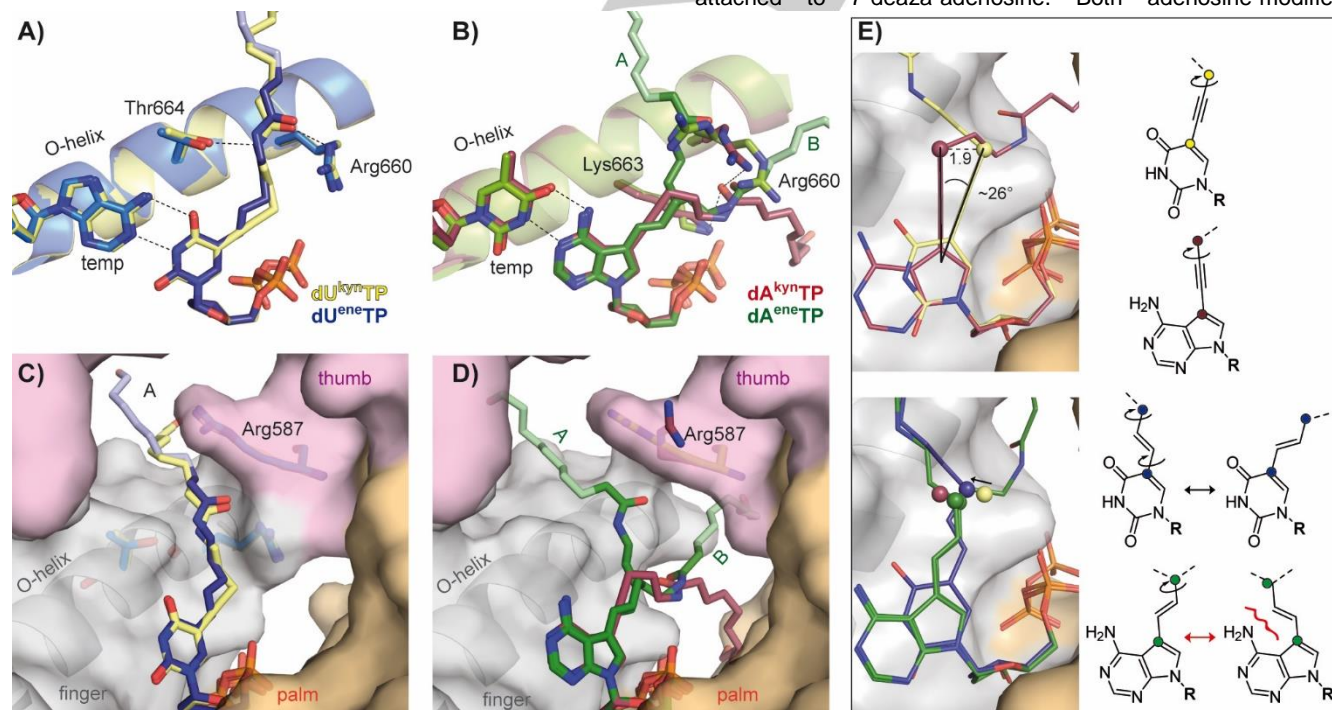 attached to 7-deaza-adenosine. Both adenosine-modifie
A)
Thr664
O-helix
Arg660
temp
dU^kyn TP
dU^ene TP
B)
A
O-helix
Lys663
B
Arg660
temp
dA^kyn TP
dA^ene TP
C)
A
thumb
Arg587
O-helix
finger
palm
D)
thumb
Arg587
A
O-helix
B
finger
palm
E)
1.9
~26°
O
HN
O
N
R
NH₂
N
N
N
R
O
HN
O
N
R
O
HN
O
N
R
H₂N
N
N
N
R
H₂N
N
N
N
R